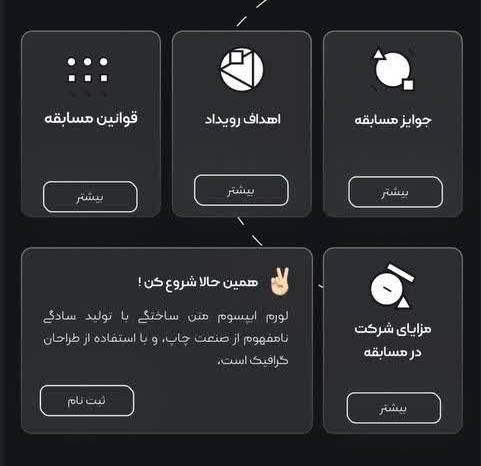 جوایز مسابقه
بیشتر
اهداف رویداد
بیشتر
قوانین مسابقه
بیشتر
مزایای شرکت
در مسابقه
بیشتر
همین حالا شروع کن !
لورم ایپسوم متن ساختگی با تولید سادگی
نامفهوم از صنعت چاپ، و با استفاده از طراحان
گرافیک است،
ثبت نام